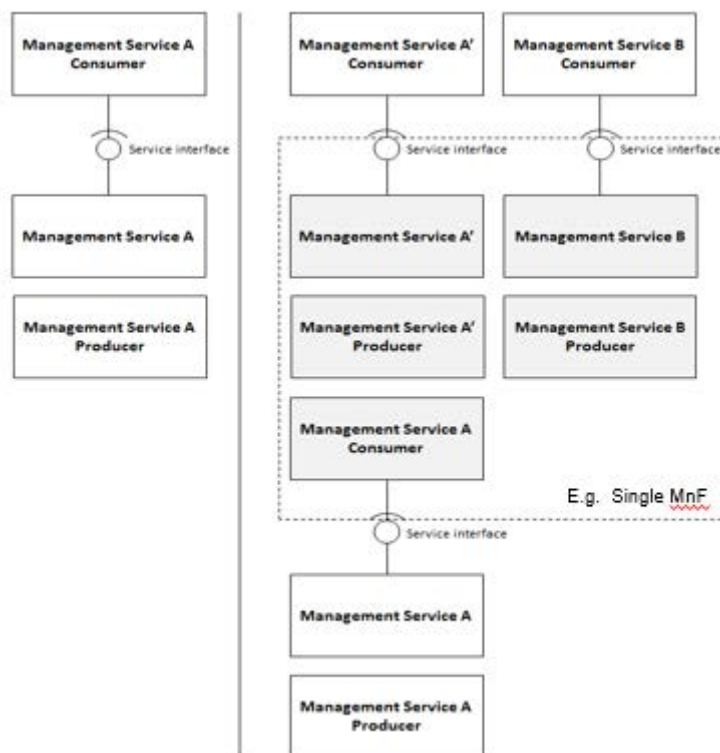 Management Service A
Consumer
Service interface
Management Service A
Management Service A
Producer
Management Service A'
Consumer
Management Service B
Consumer
Service interface
Service interface
Management Service A'
Management Service B
Management Service A'
Producer
Management Service B
Producer
Management Service A
Consumer
E.g. Single MnF
Service interface
Management Service A
Management Service A
Producer